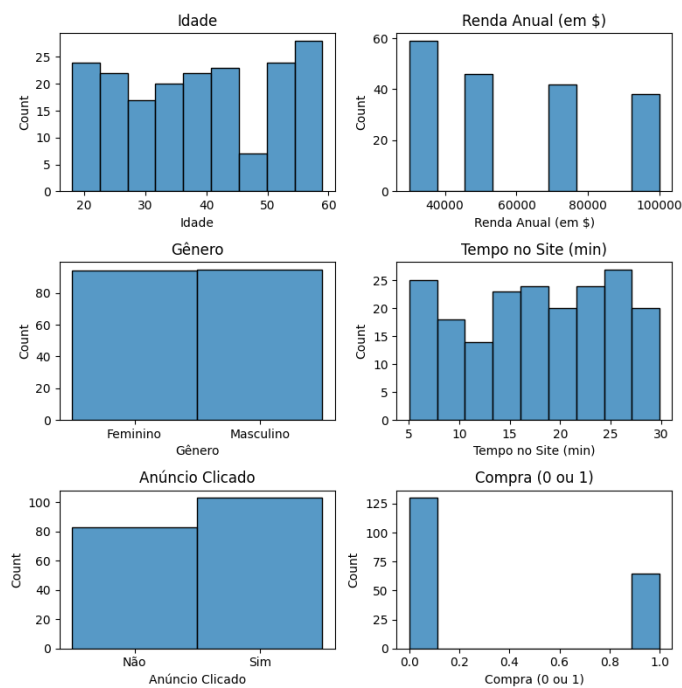 Idade
Count
25
20
15
10
5
0
20 30 40 50 60
Idade
Renda Anual (em $)
Count
60
40
20
0
40000 60000 80000 100000
Renda Anual (em $)
Gênero
Count
80
60
40
20
0
Feminino Masculino
Gênero
Tempo no Site (min)
Count
25
20
15
10
5
0
5 10 15 20 25 30
Tempo no Site (min)
Anúncio Clicado
Count
100
80
60
40
20
0
Não Sim
Anúncio Clicado
Compra (0 ou 1)
Count
125
100
75
50
25
0
0.0 0.2 0.4 0.6 0.8 1.0
Compra (0 ou 1)